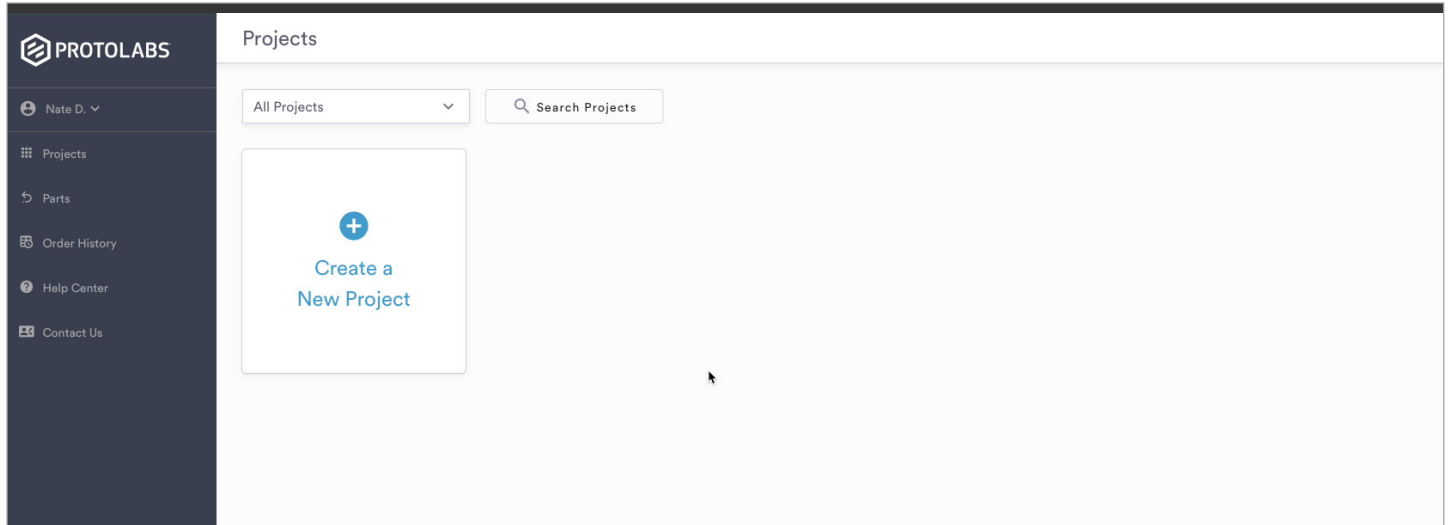 PROTOLABS
Nate D.
Projects
Parts
Order History
Help Center
Contact Us
Projects
All Projects
Search Projects
Create a
New Project